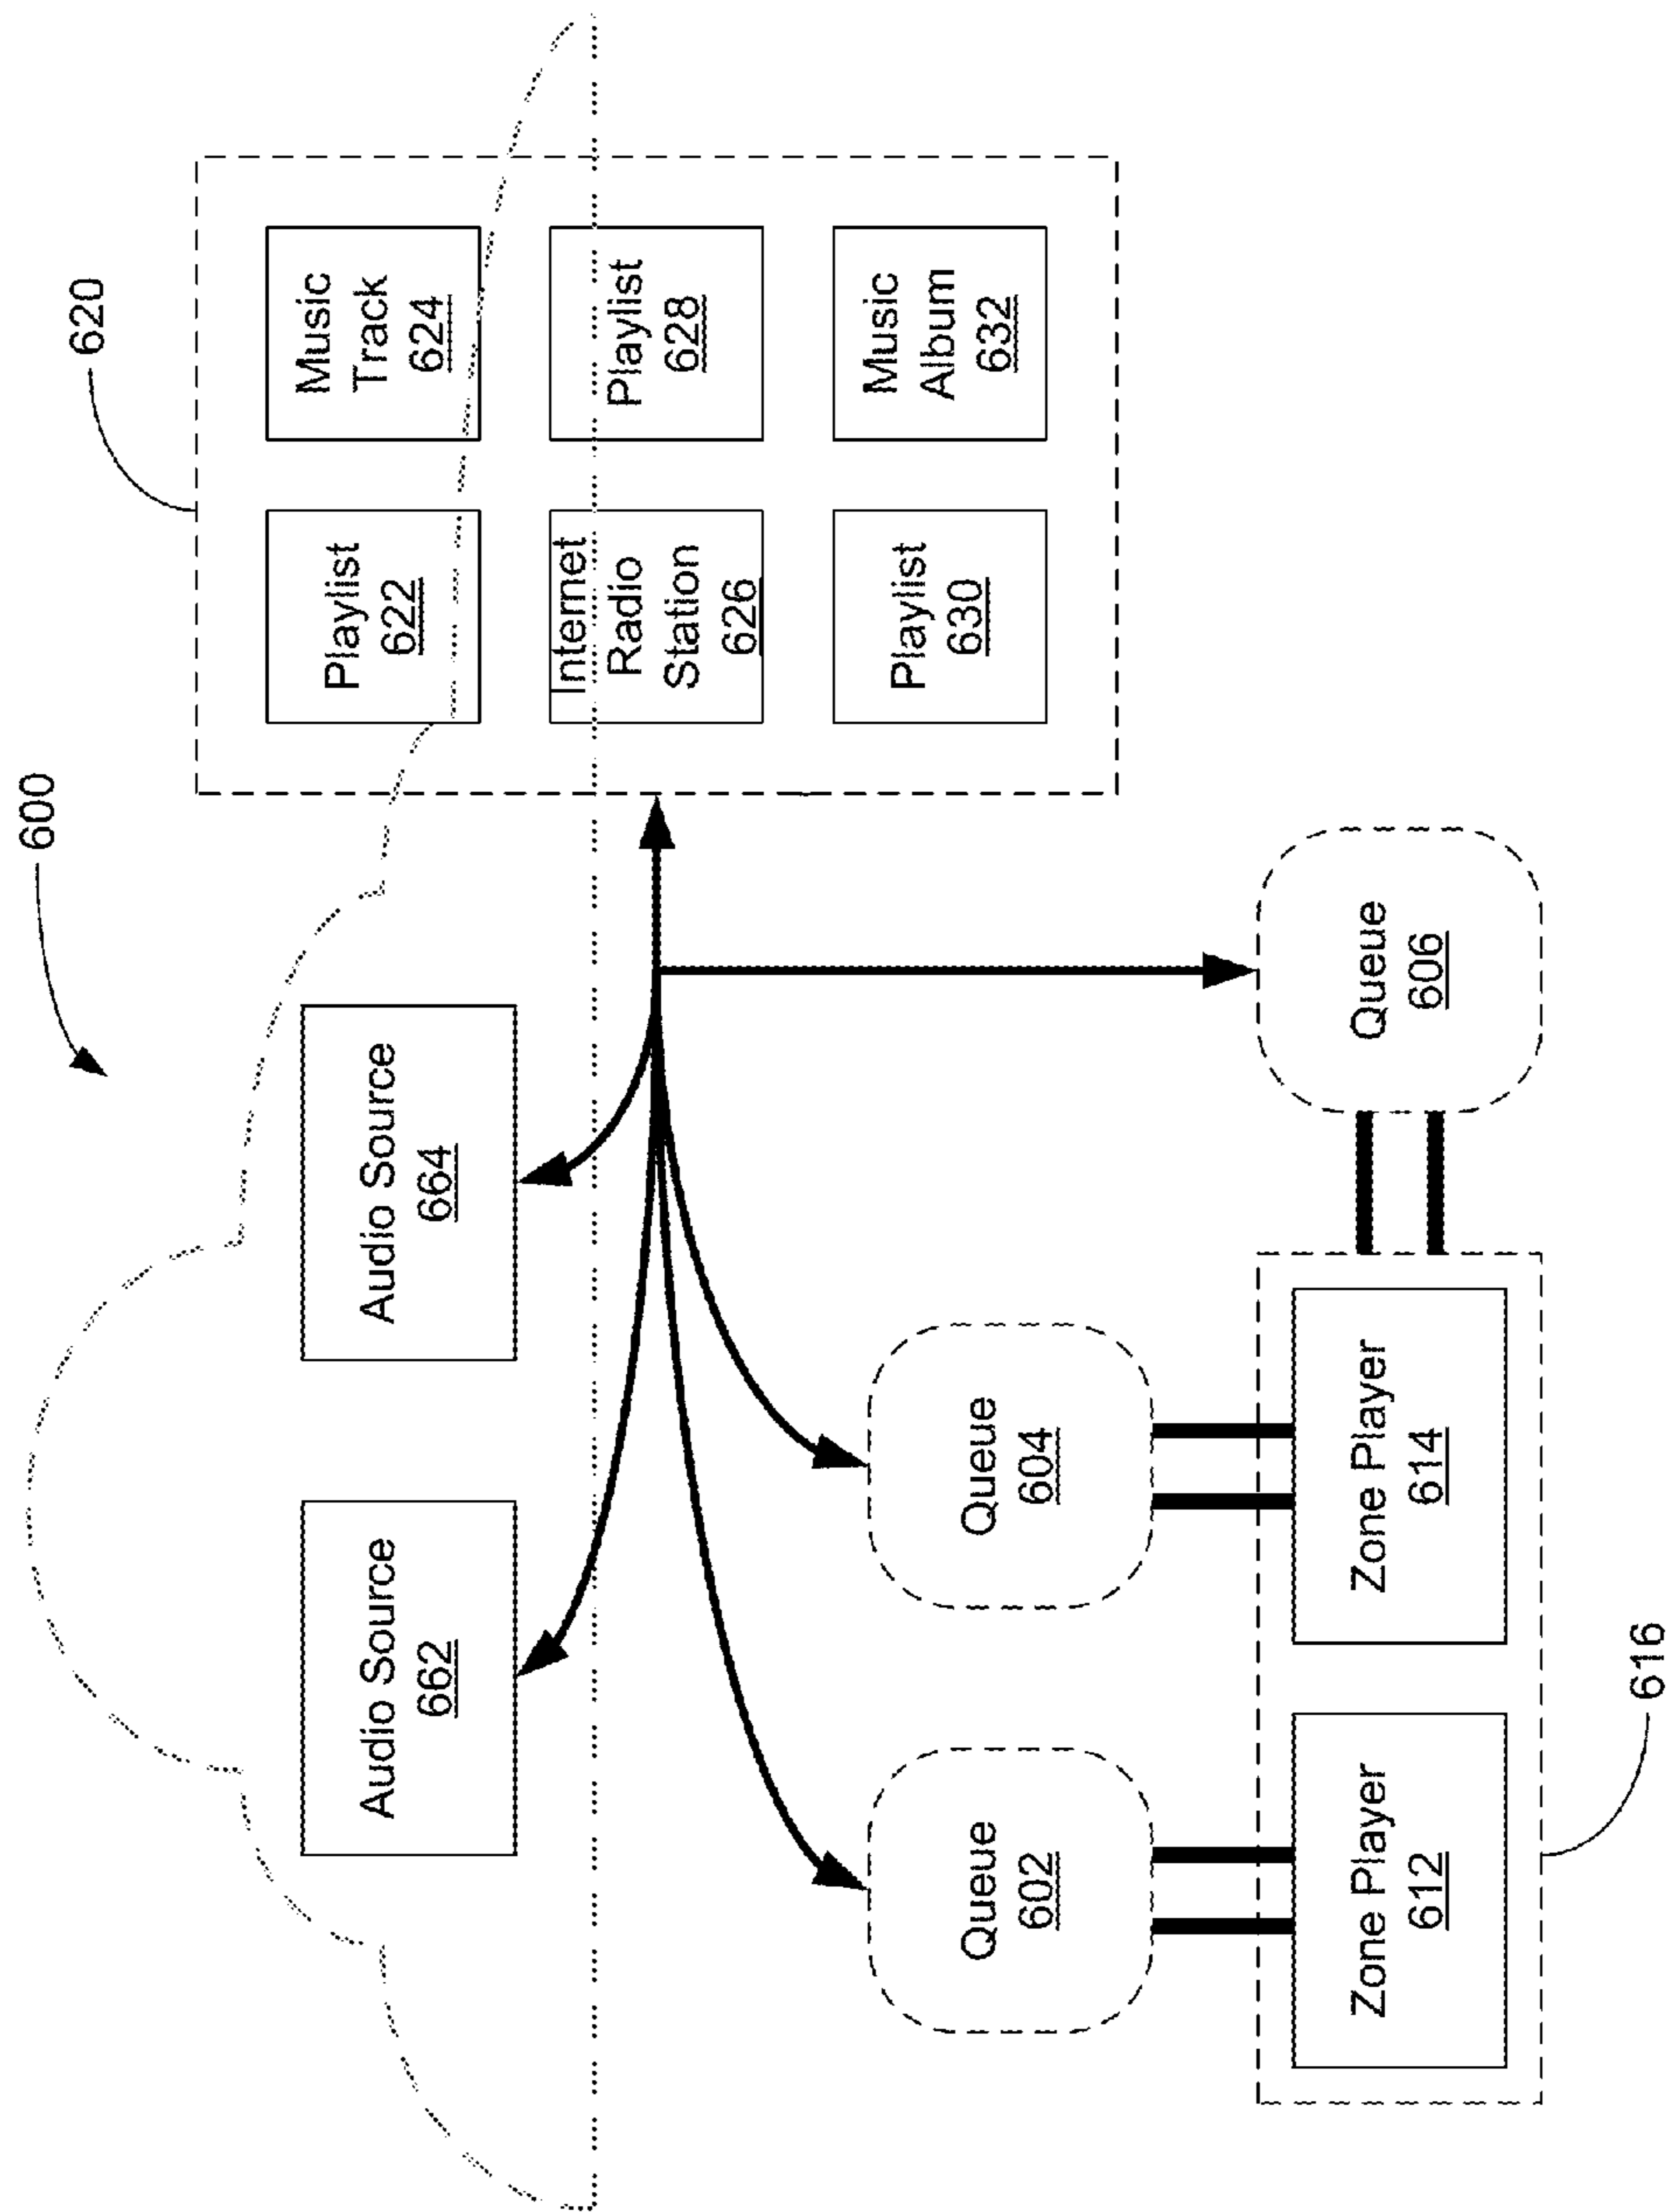 600
620
Audio Source
662
Audio Source
664
Playlist
622
Music
Track
624
Internet
Radio
Station
626
Playlist
628
Playlist
630
Music
Album
632
Queue
602
Queue
604
Queue
606
Zone Player
612
Zone Player
614
616